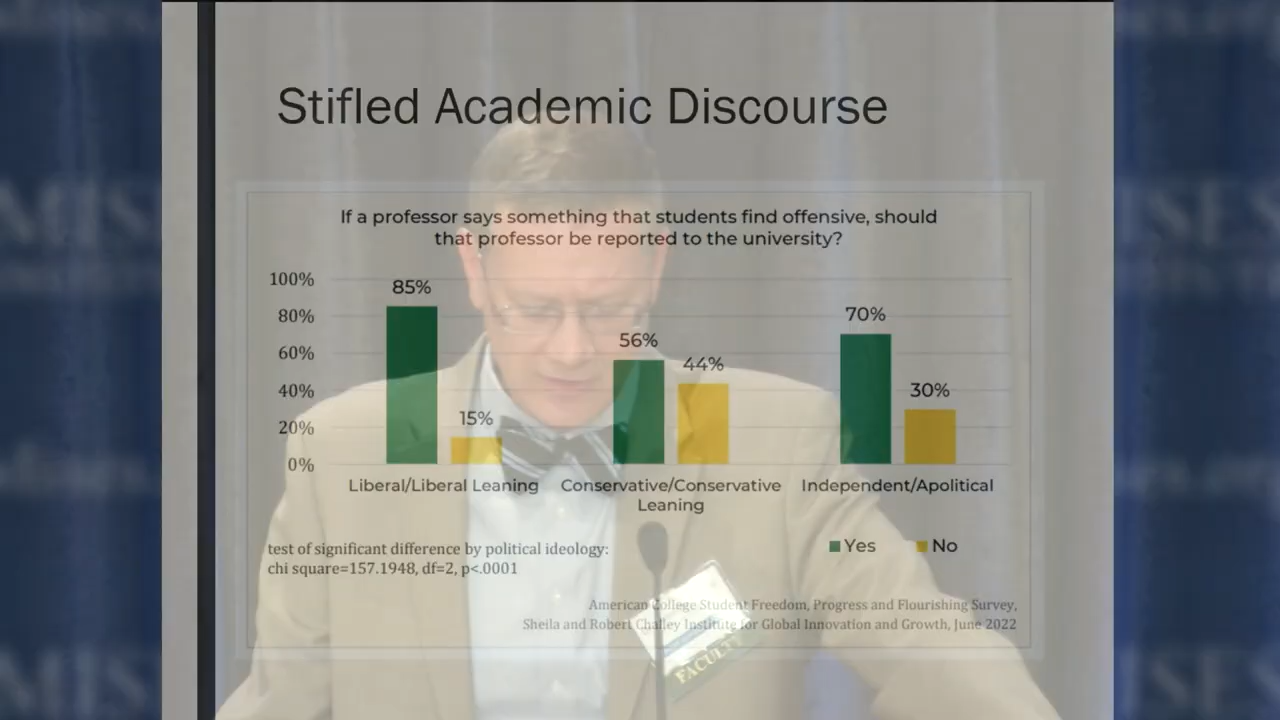 Stifled Academic Discourse
If a professor says something that students find offensive, should
that professor be reported to the university?
100%
80%
60%
40%
20%
0%
85%
15%
56%
44%
70%
30%
Liberal/Liberal Leaning
Conservative/Conservative
Leaning
Independent/Apolitical
Yes
No
test of significant difference by political ideology:
chi square=157.1948, df=2, p<.0001
American College Student Freedom, Progress and Flourishing Survey,
Sheila and Robert Challey Institute for Global Innovation and Growth, June 2022
FACULTY